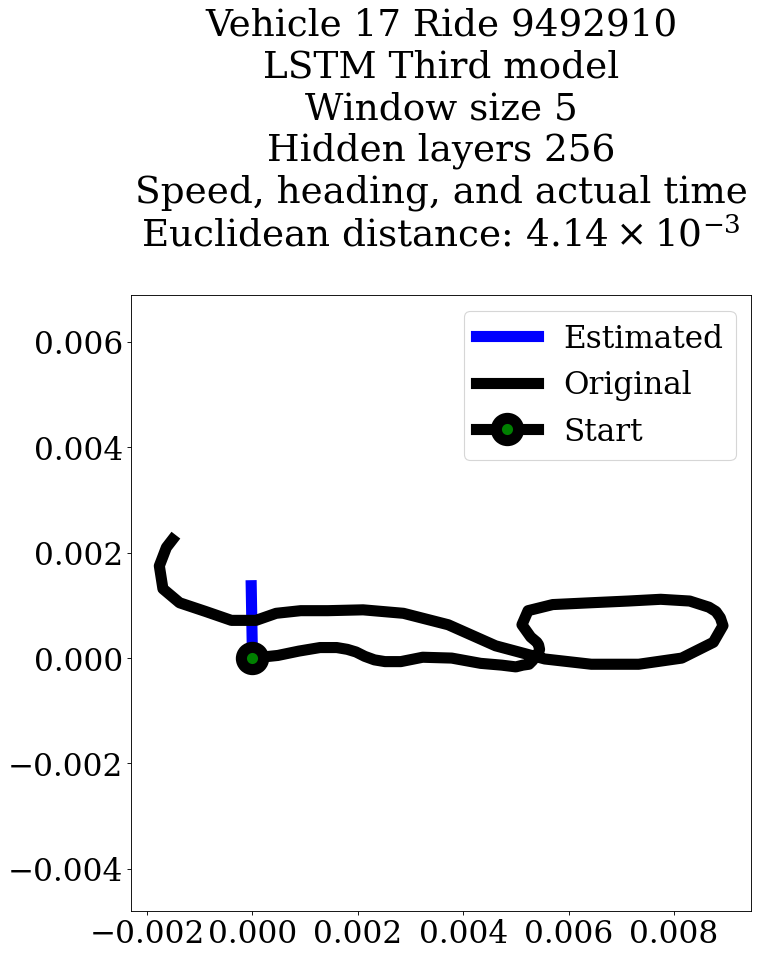 Vehicle 17 Ride 9492910
LSTM Third model
Window size 5
Hidden layers 256
Speed, heading, and actual time
Euclidean distance: 4.14 × 10⁻³
Estimated
Original
Start
0.006
0.004
0.002
0.000
−0.002
−0.004
−0.002 0.000 0.002 0.004 0.006 0.008